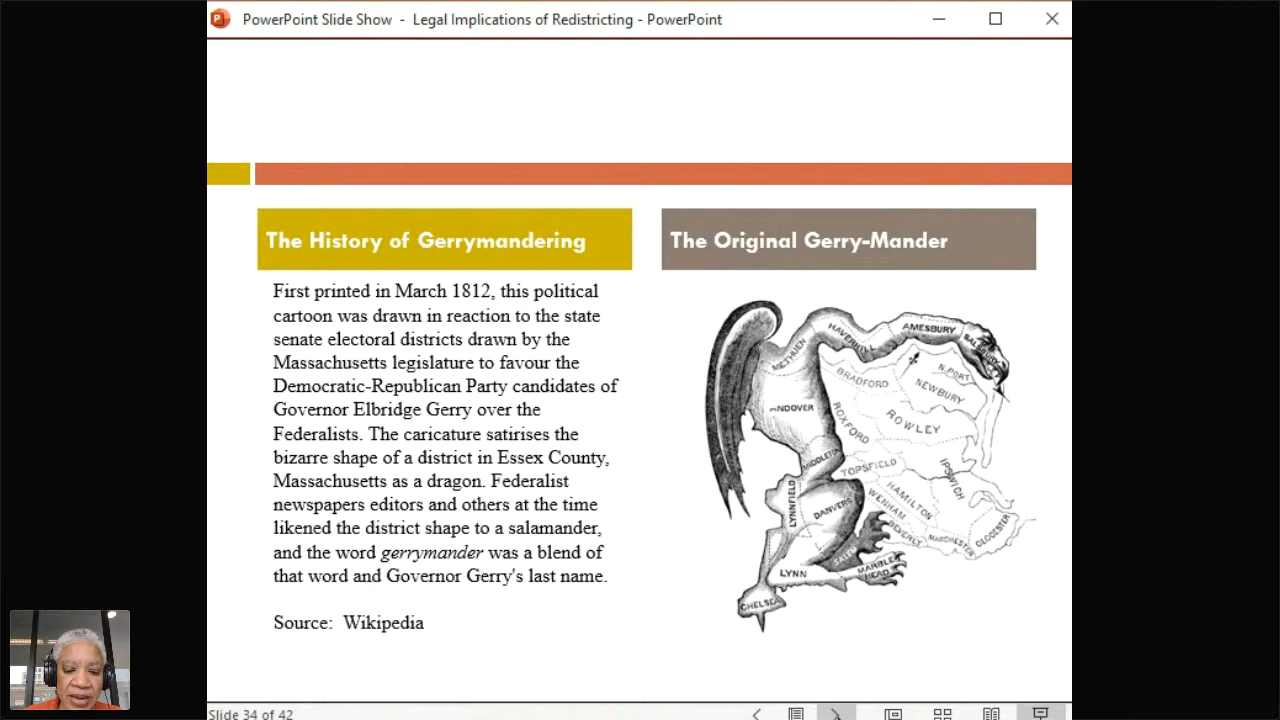 PowerPoint Slide Show - Legal Implications of Redistricting - PowerPoint
The History of Gerrymandering
First printed in March 1812, this political
cartoon was drawn in reaction to the state
senate electoral districts drawn by the
Massachusetts legislature to favour the
Democratic-Republican Party candidates of
Governor Elbridge Gerry over the
Federalists. The caricature satirises the
bizarre shape of a district in Essex County,
Massachusetts as a dragon. Federalist
newspapers editors and others at the time
likened the district shape to a salamander,
and the word gerrymander was a blend of
that word and Governor Gerry's last name.
Source: Wikipedia
The Original Gerry-Mander
AMESBURY
HAVERHILL
SALSBURY
METHUEN
N.PORT
BRADFORD
NEWBURY
ANDOVER
ROXFORD
ROWLEY
MIDDLETON
TOPSFIELD
IPSWICH
HAMILTON
WENHAM
LYNNFIELD
DANVERS
BEVERLY
MANCHESTER
GLOCESTER
SALEM
LYNN
MARBLE
HEAD
CHELSEA
Slide 34 of 42